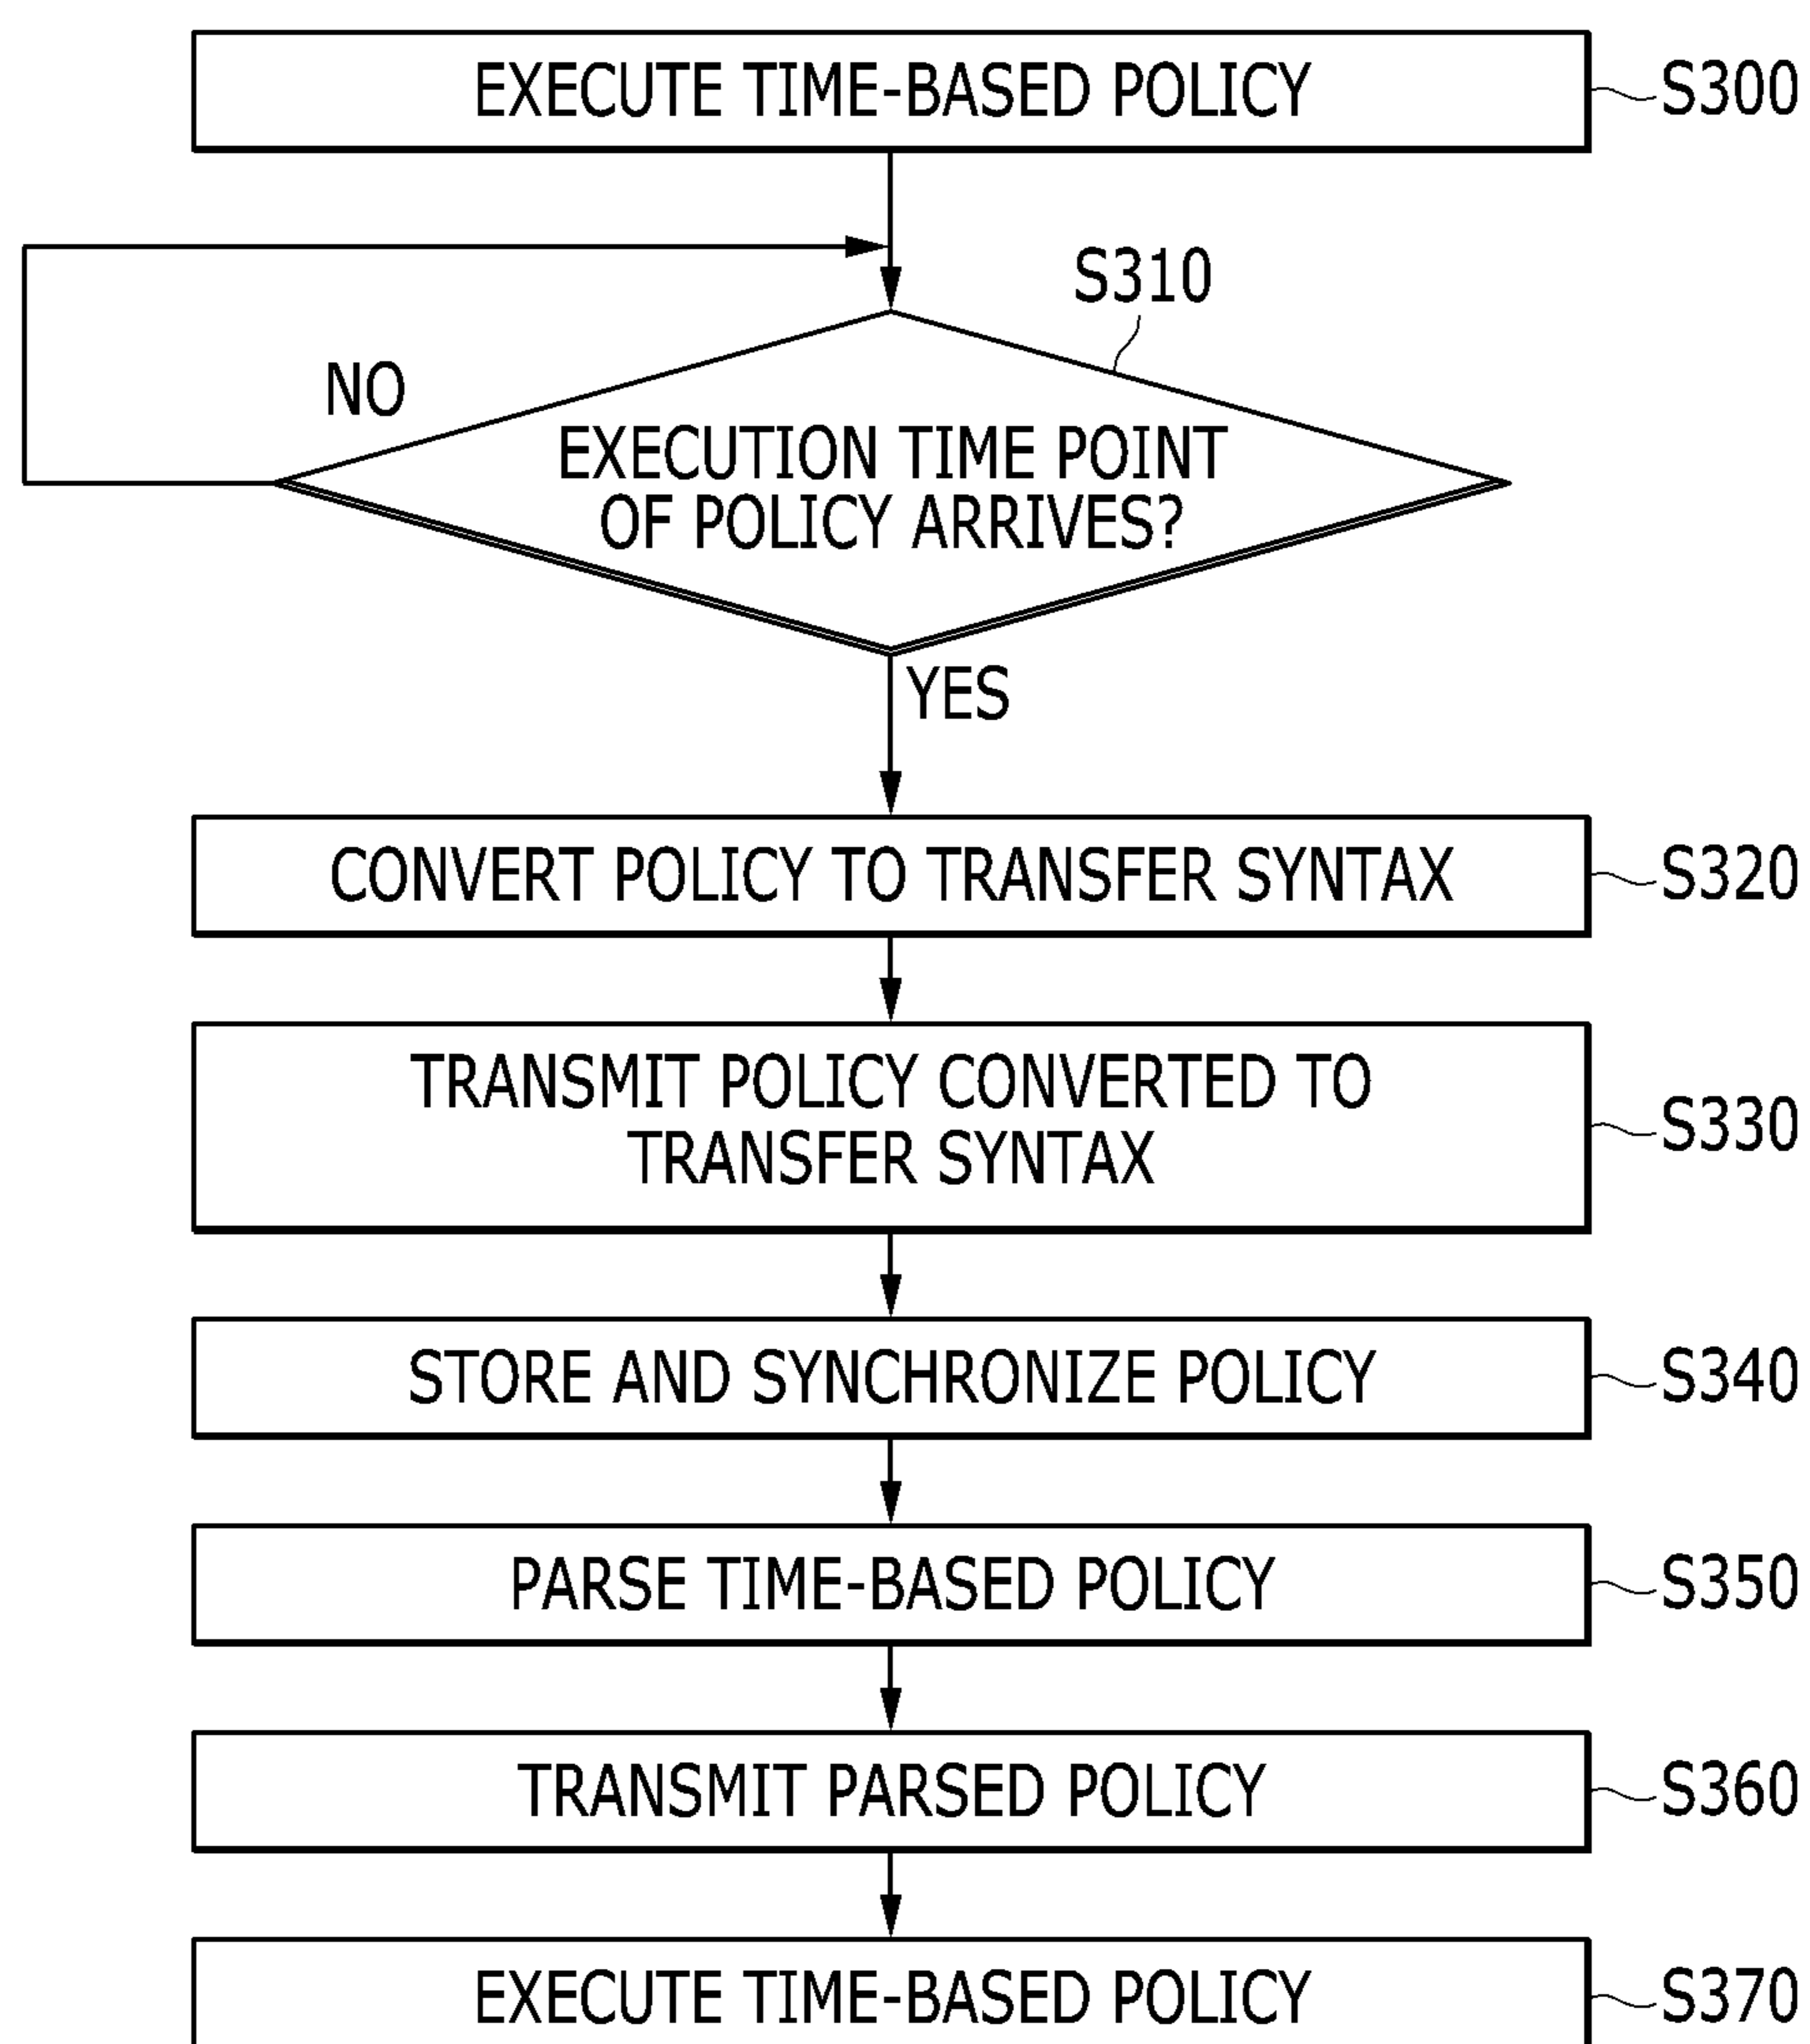 EXECUTE TIME-BASED POLICY
S300
S310
NO
EXECUTION TIME POINT
OF POLICY ARRIVES?
YES
CONVERT POLICY TO TRANSFER SYNTAX
S320
TRANSMIT POLICY CONVERTED TO
TRANSFER SYNTAX
S330
STORE AND SYNCHRONIZE POLICY
S340
PARSE TIME-BASED POLICY
S350
TRANSMIT PARSED POLICY
S360
EXECUTE TIME-BASED POLICY
S370